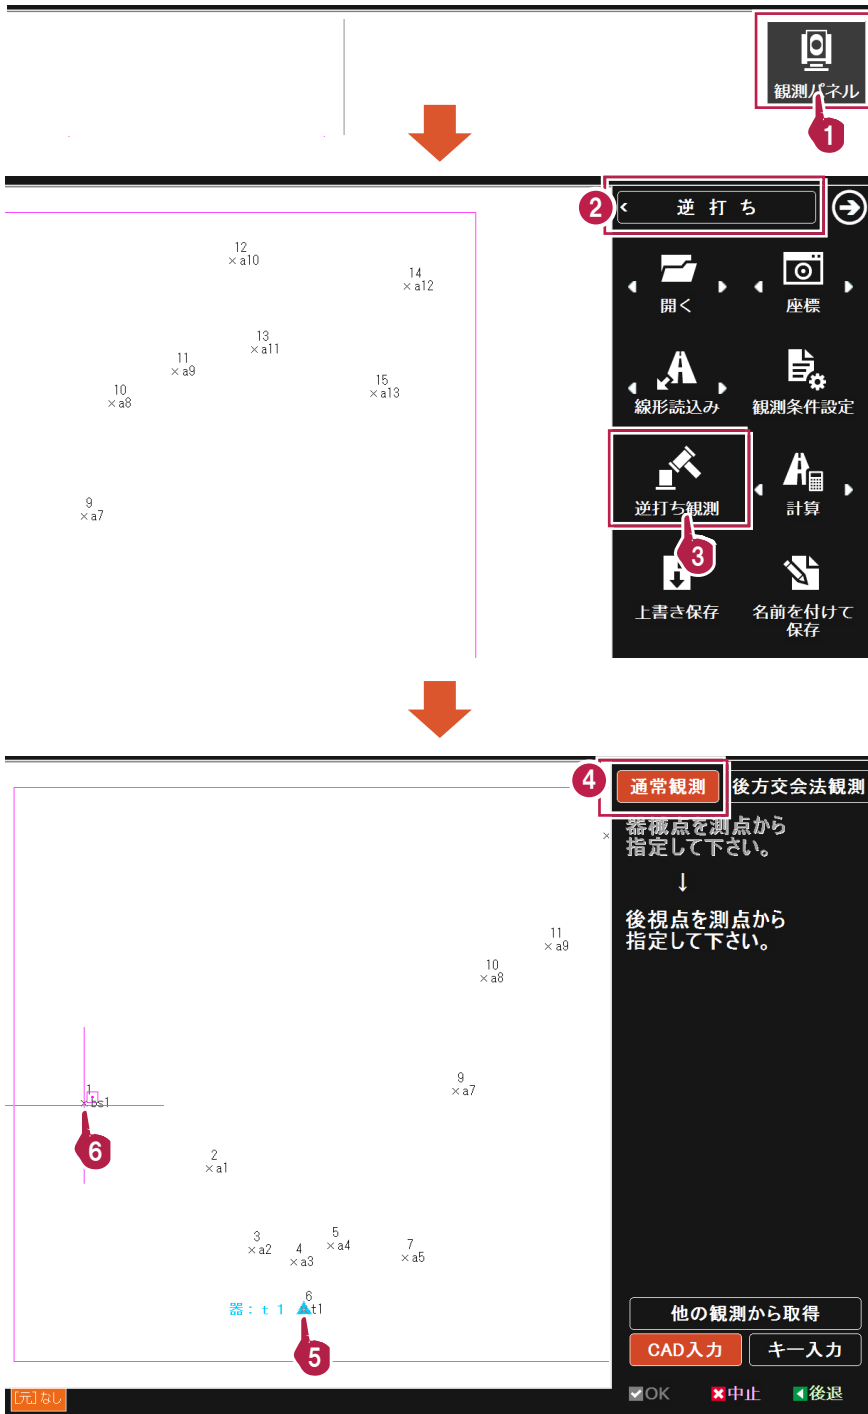 観測パネル
1
2
< 逆 打 ち
12
× a10
14
× a12
13
× a11
11
× a9
15
× a13
10
× a8
9
× a7
開く
座標
線形読込み
観測条件設定
逆打ち観測
計算
3
上書き保存
名前を付けて
保存
4
通常観測
後方交会法観測
器械点を測点から
指定して下さい。
↓
後視点を測点から
指定して下さい。
×
11
× a9
10
× a8
9
× a7
1
× bs1
6
2
× a1
3
× a2
4
× a3
5
× a4
7
× a5
6
器：ｔ１
t1
5
他の観測から取得
CAD入力
キー入力
OK
中止
後退
[元] なし